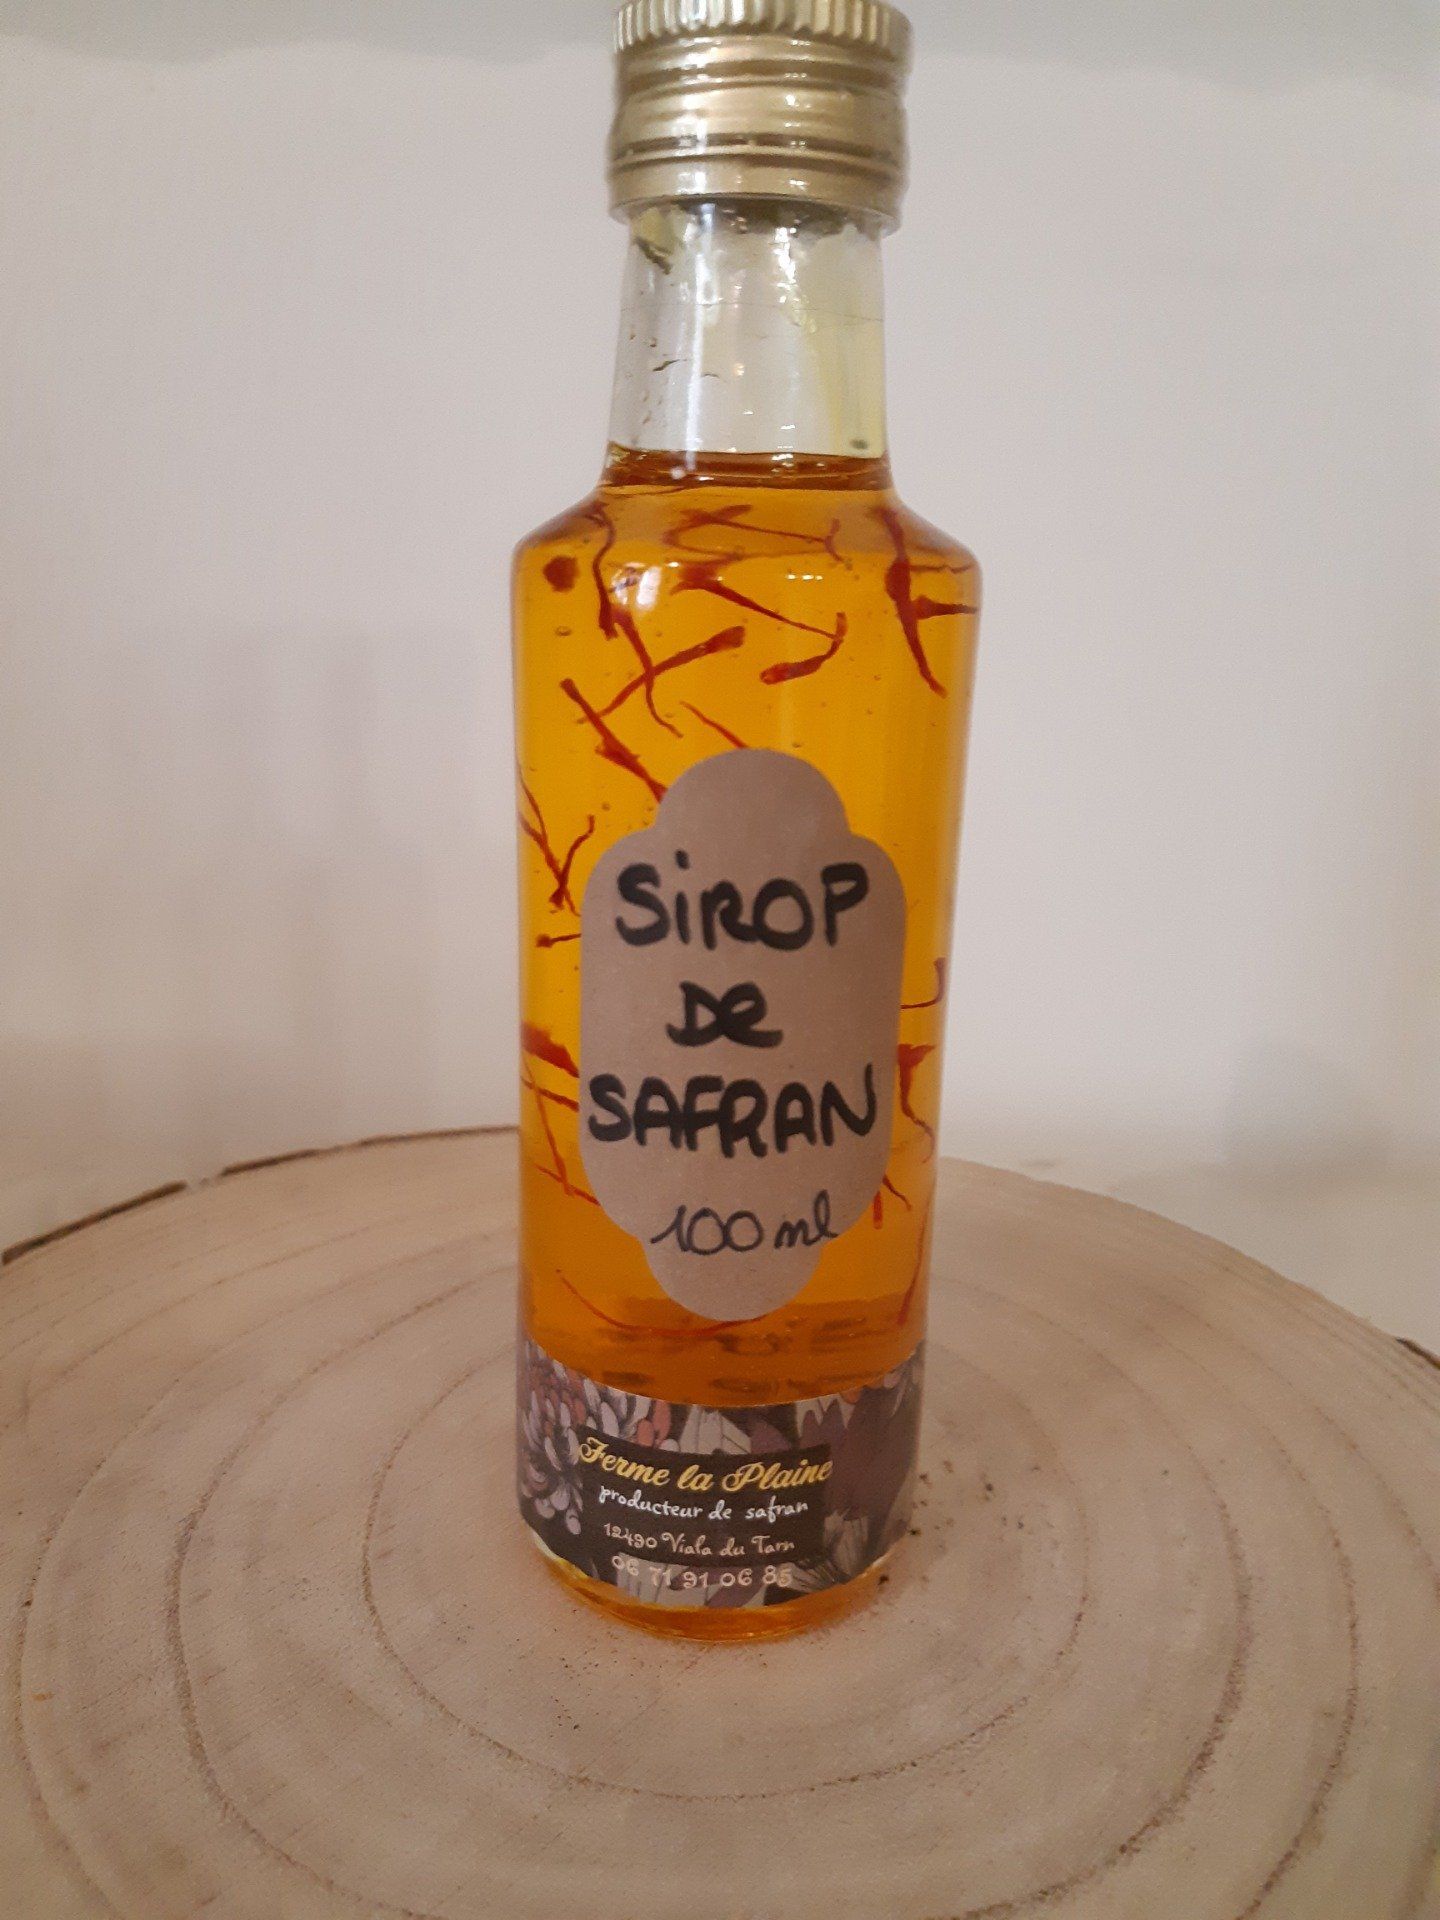 SiROP
De
SAFRAN
100 ml
Ferme la Plaine
producteur de safran
12490 Viala du Tarn
06 71 91 06 85